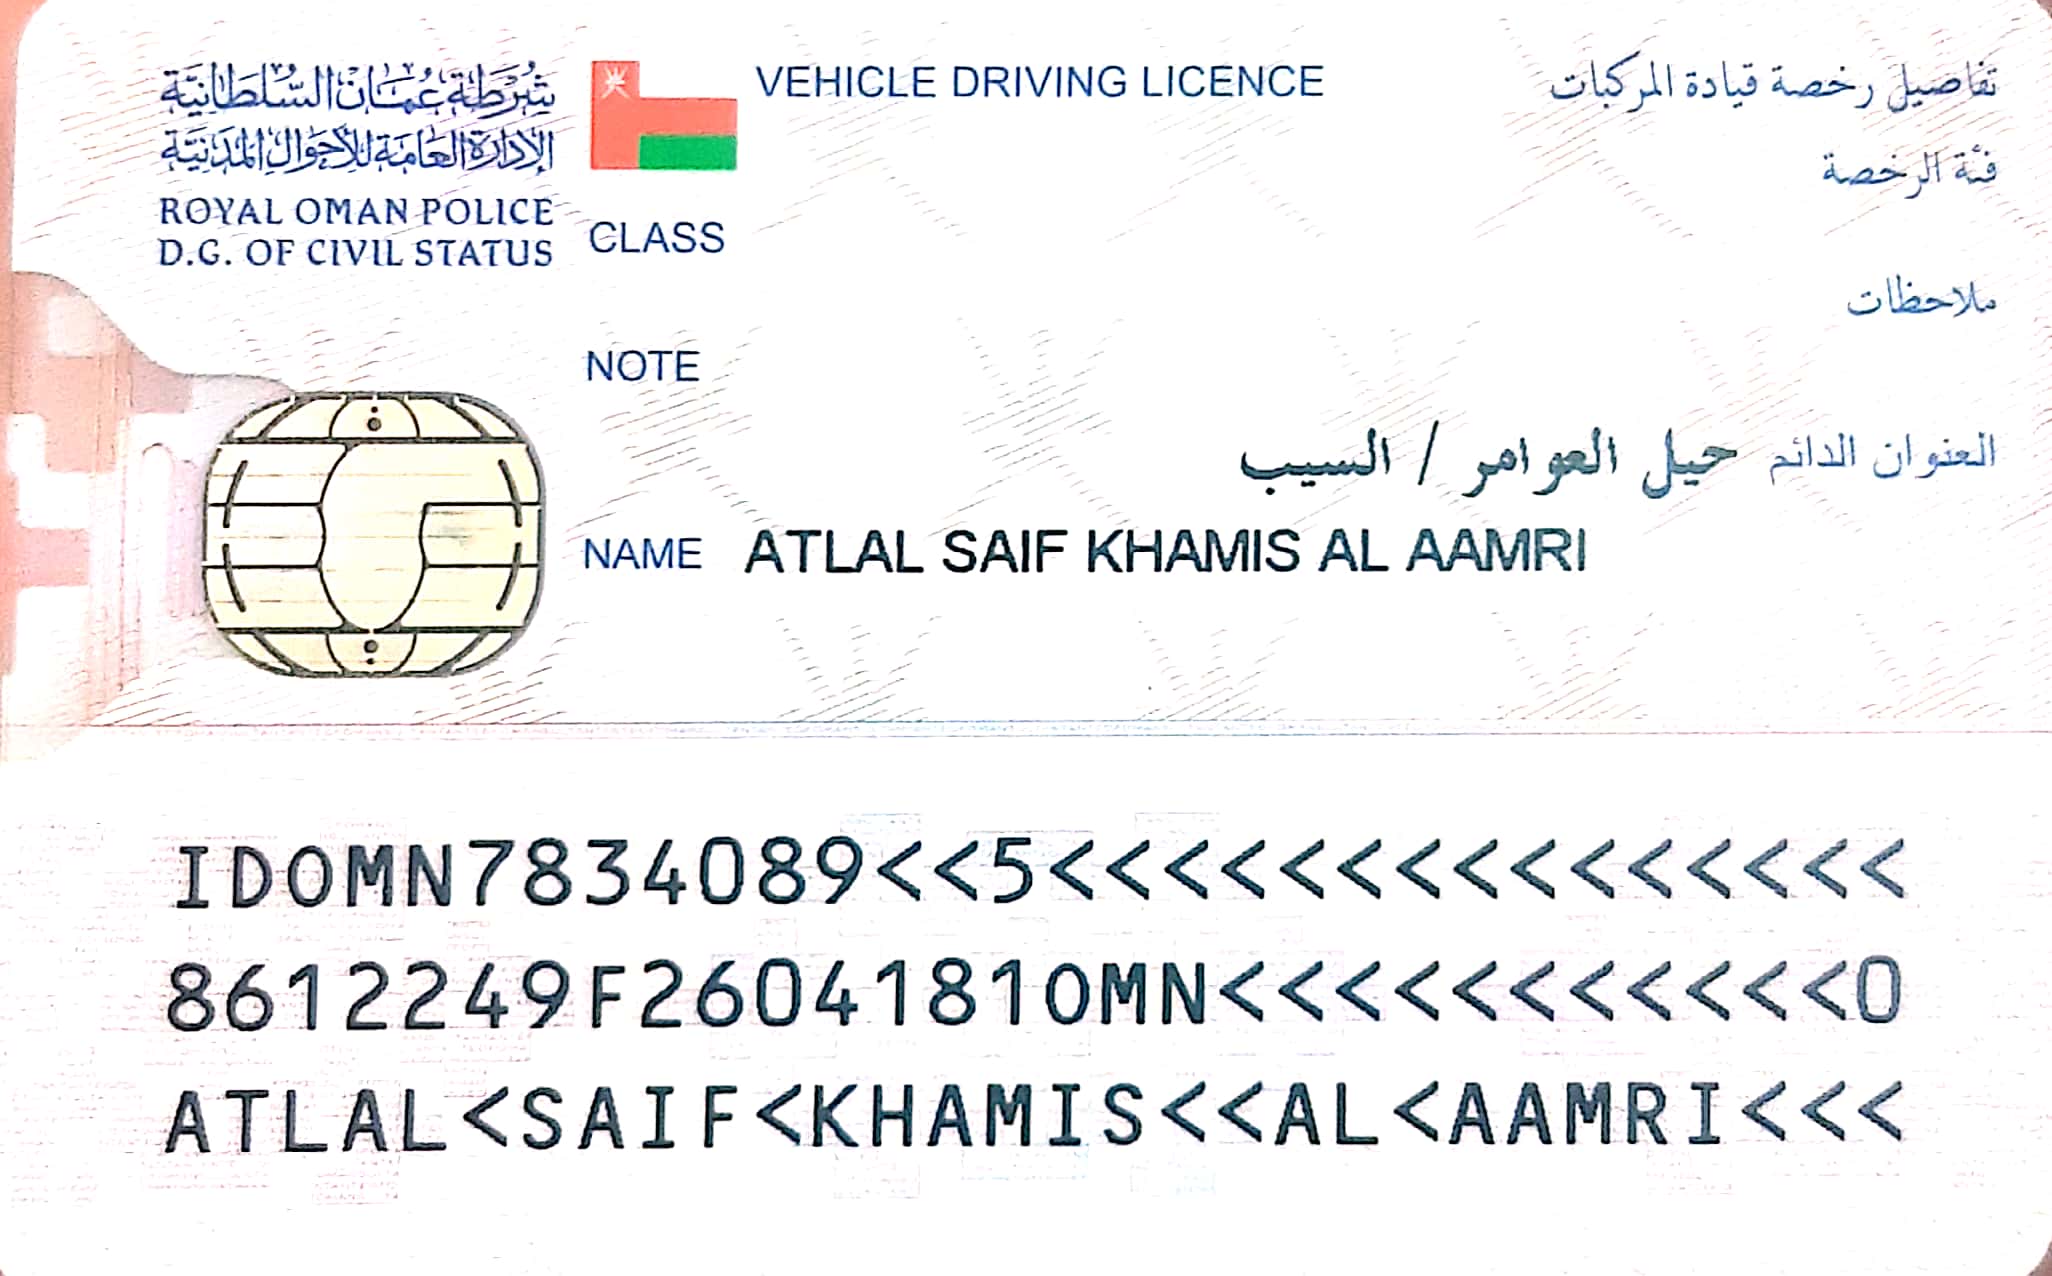 شرطة عمان السلطانية
الإدارة العامة للأحوال المدنية
ROYAL OMAN POLICE
D.G. OF CIVIL STATUS
VEHICLE DRIVING LICENCE
تفاصيل رخصة قيادة المركبات
CLASS
فئة الرخصة
NOTE
ملاحظات
العنوان الدائم حيل العوامر / السيب
NAME ATLAL SAIF KHAMIS AL AAMRI
IDOMN7834089<<5<<<<<<<<<<<<<<<
8612249F2604181OMN<<<<<<<<<<<0
ATLAL<SAIF<KHAMIS<<AL<AAMRI<<<